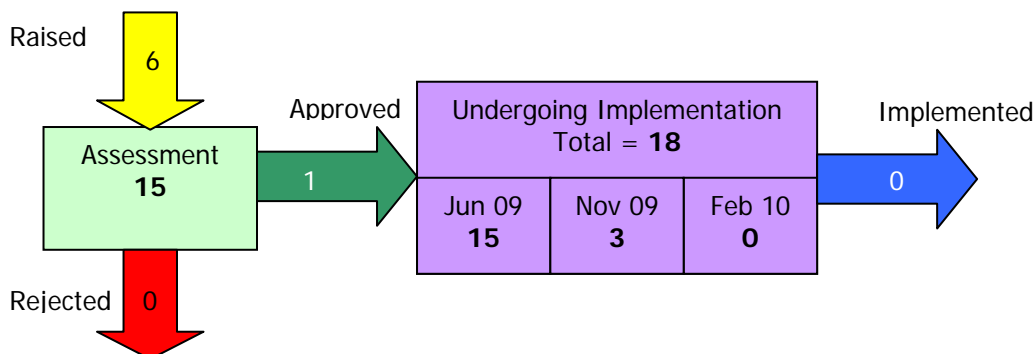 Raised
6
Approved
Undergoing Implementation
Total = 18
Implemented
Assessment
15
1
0
Jun 09
15
Nov 09
3
Feb 10
0
Rejected
0